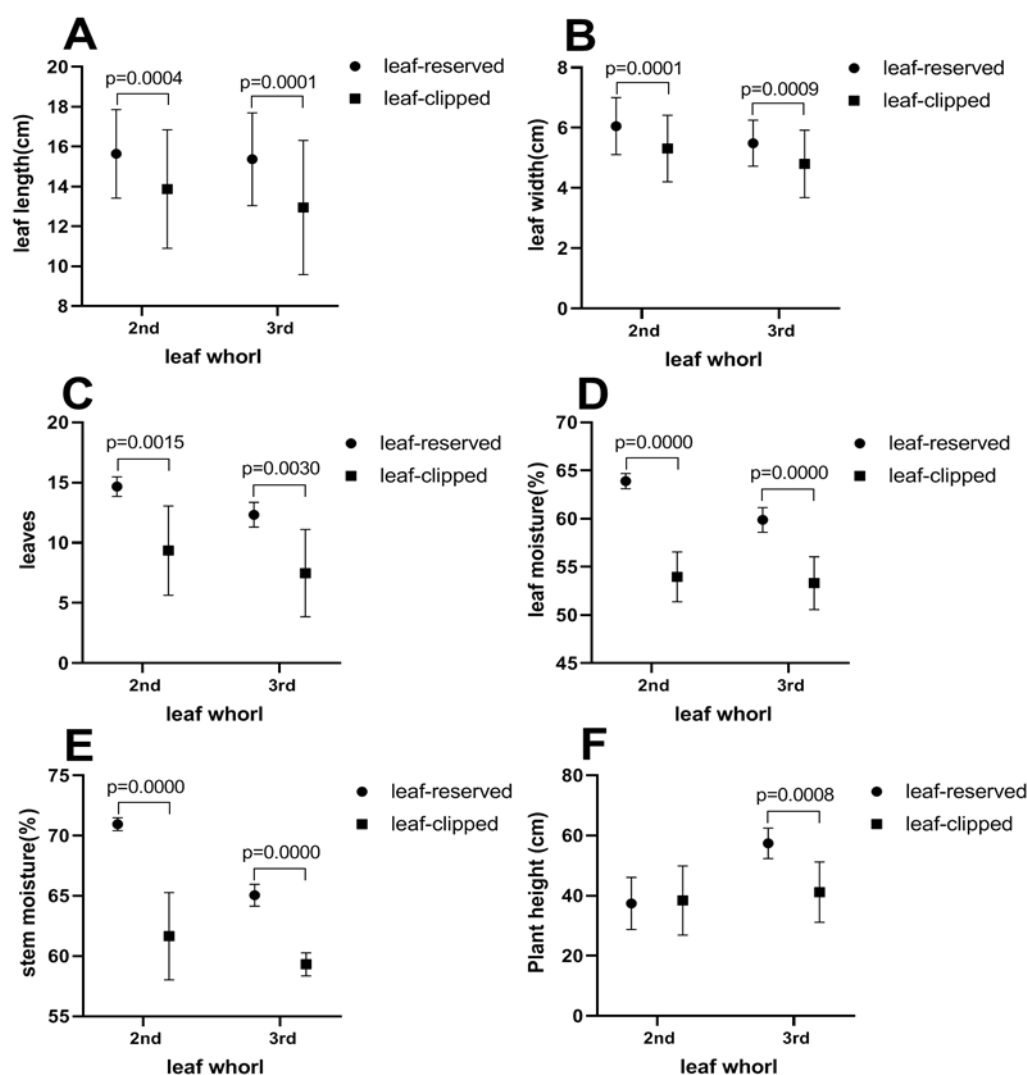 A
leaf-reserved
leaf-clipped
p=0.0004
p=0.0001
leaf length(cm)
20
18
16
14
12
10
8
2nd
3rd
leaf whorl
B
leaf-reserved
leaf-clipped
p=0.0001
p=0.0009
leaf width(cm)
8
6
4
2
0
2nd
3rd
leaf whorl
C
leaf-reserved
leaf-clipped
p=0.0015
p=0.0030
leaves
20
15
10
5
0
2nd
3rd
leaf whorl
D
leaf-reserved
leaf-clipped
p=0.0000
p=0.0000
leaf moisture(%)
70
65
60
55
50
45
2nd
3rd
leaf whorl
E
leaf-reserved
leaf-clipped
p=0.0000
p=0.0000
stem moisture(%)
75
70
65
60
55
2nd
3rd
leaf whorl
F
leaf-reserved
leaf-clipped
p=0.0008
Plant height (cm)
80
60
40
20
0
2nd
3rd
leaf whorl